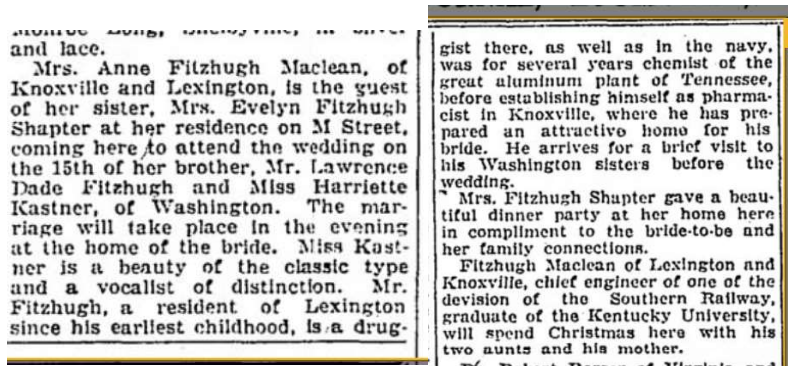 and lace.
Mrs. Anne Fitzhugh Maclean, of
Knoxville and Lexington, is the guest
of her sister, Mrs. Evelyn Fitzhugh
Shapter at her residence on M Street,
coming here to attend the wedding on
the 15th of her brother, Mr. Lawrence
Dade Fitzhugh and Miss Harriette
Kastner, of Washington. The mar-
riage will take place in the evening
at the home of the bride. Miss Kast-
ner is a beauty of the classic type
and a vocalist of distinction. Mr.
Fitzhugh, a resident of Lexington
since his earliest childhood, is a drug-
gist there, as well as in the navy,
was for several years chemist of the
great aluminum plant of Tennessee,
before establishing himself as pharma-
cist in Knoxville, where he has pre-
pared an attractive home for his
bride. He arrives for a brief visit to
his Washington sisters before the
wedding.
Mrs. Fitzhugh Shapter gave a beau-
tiful dinner party at her home here
in compliment to the bride-to-be and
her family connections.
Fitzhugh Maclean of Lexington and
Knoxville, chief engineer of one of the
devision of the Southern Railway,
graduate of the Kentucky University,
will spend Christmas here with his
two aunts and his mother.